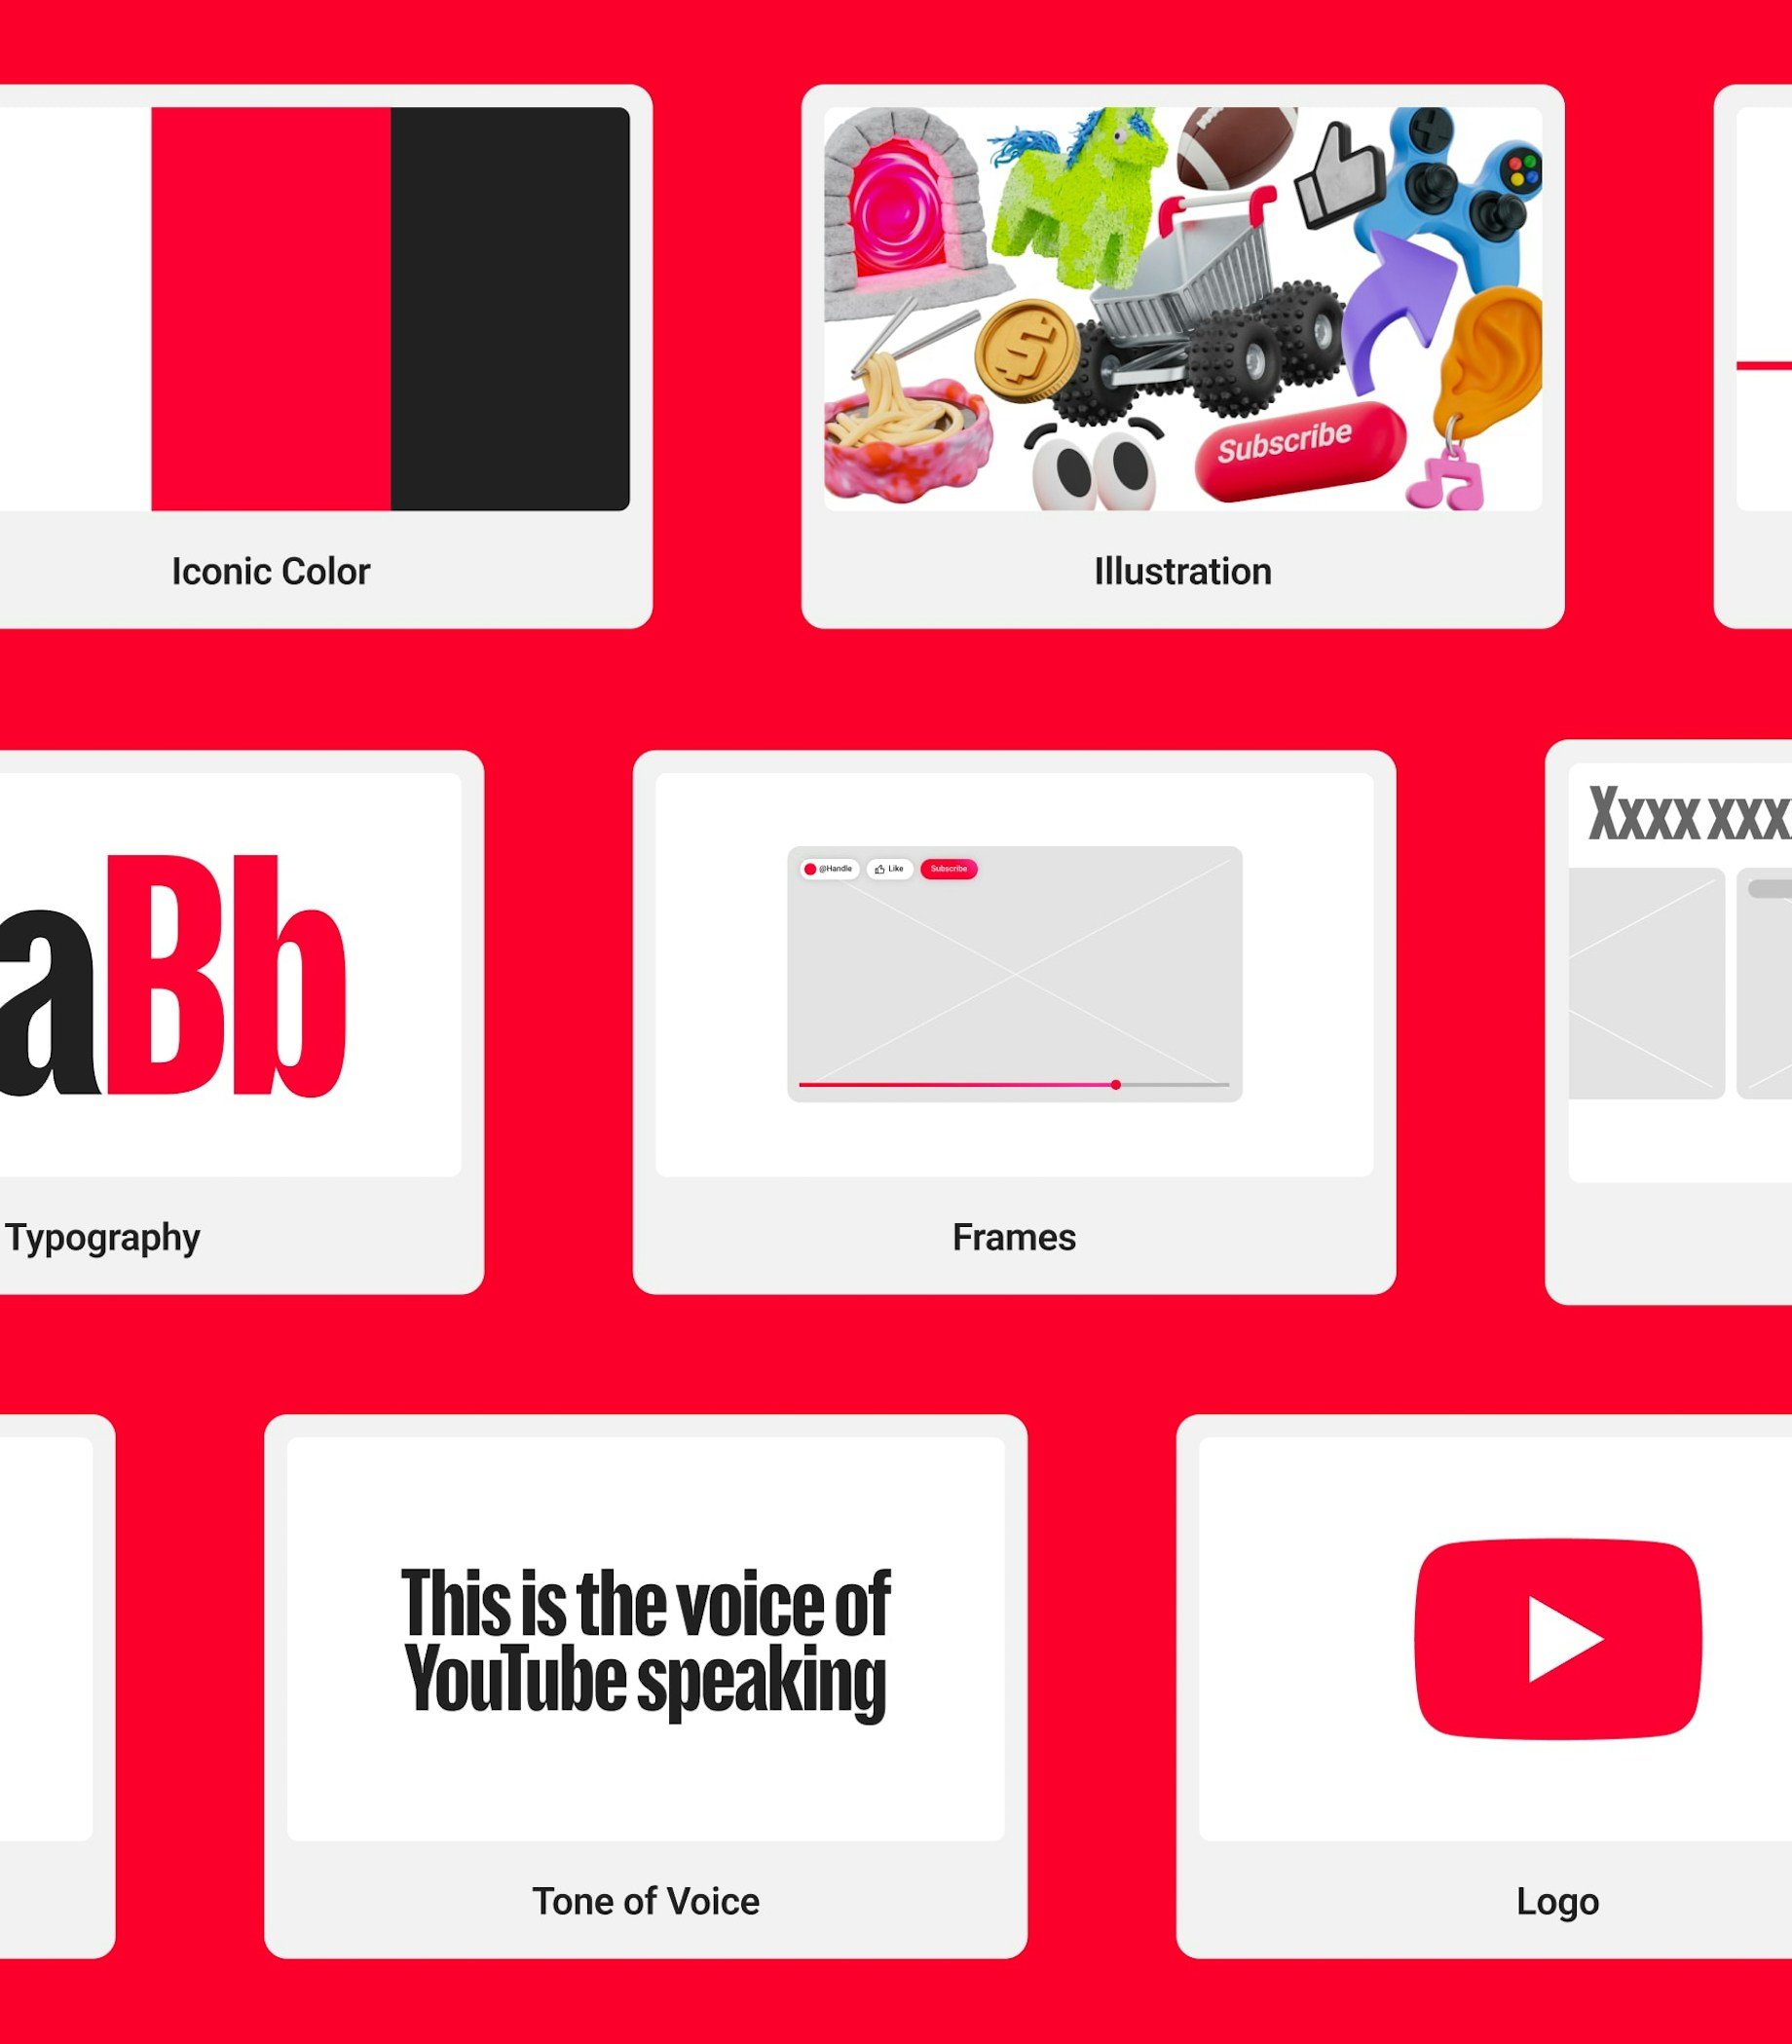 Subscribe
Iconic Color
Illustration
aBb
@Handle
Like
Subscribe
Xxxx xxx
Typography
Frames
This is the voice of
YouTube speaking
Tone of Voice
Logo